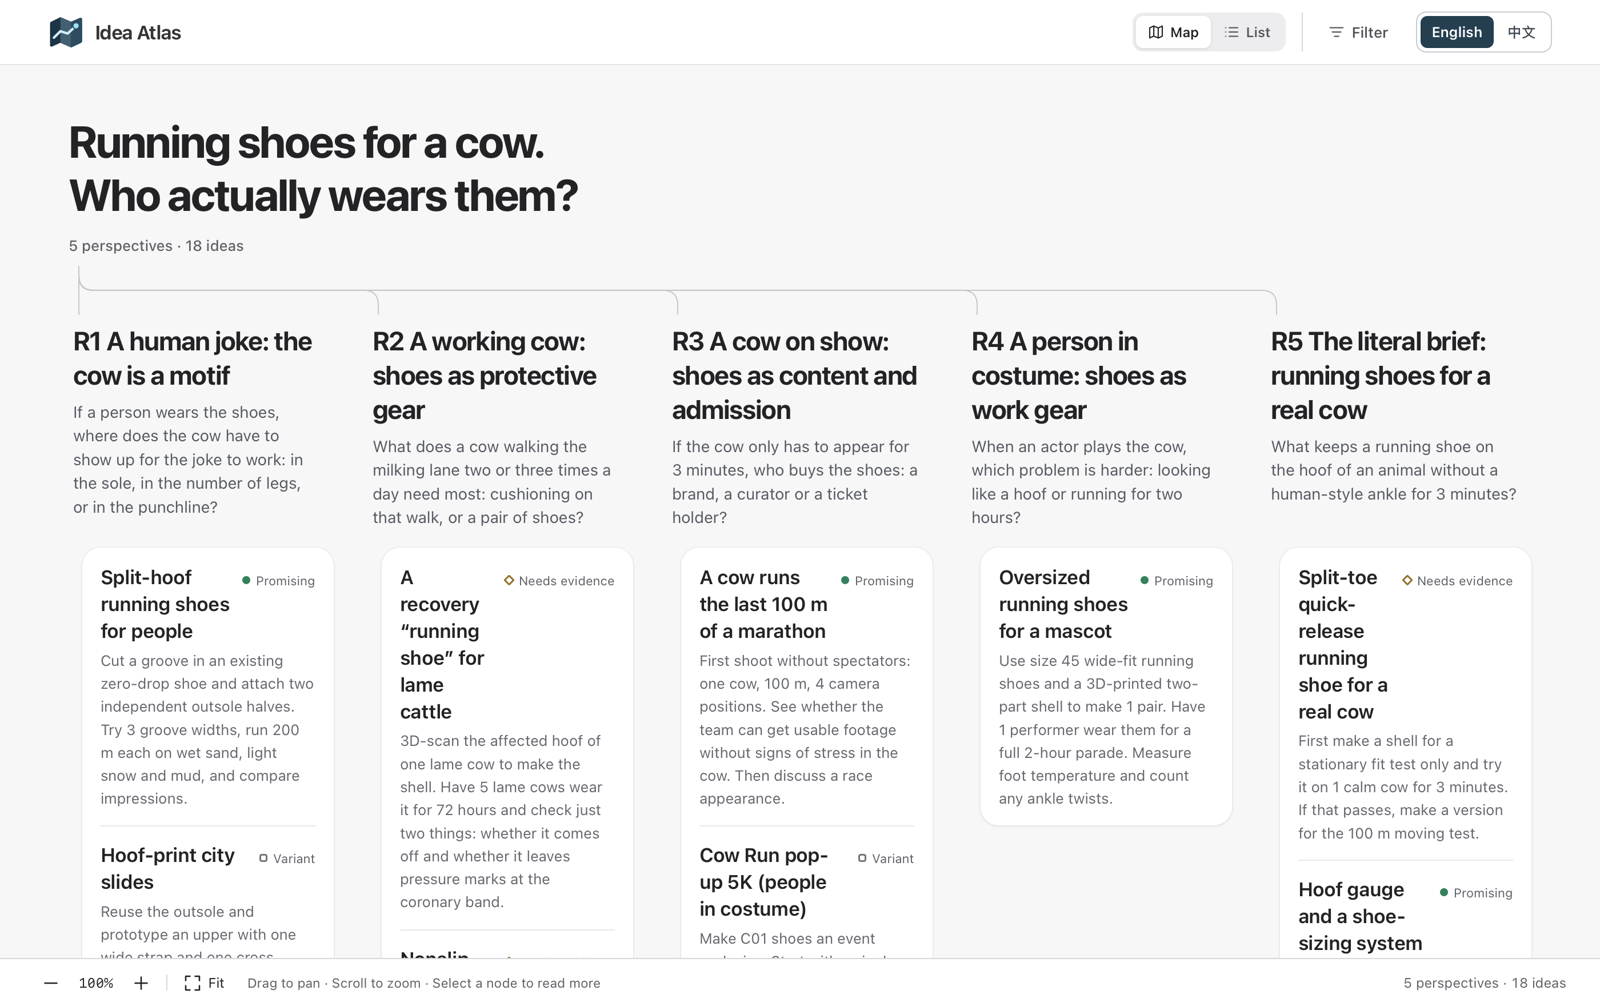 Idea Atlas
Map
List
Filter
English
中文
Running shoes for a cow.
Who actually wears them?
5 perspectives · 18 ideas
R1 A human joke: the
cow is a motif
If a person wears the shoes,
where does the cow have to
show up for the joke to work: in
the sole, in the number of legs,
or in the punchline?
Split-hoof
running shoes
for people
Promising
Cut a groove in an existing
zero-drop shoe and attach two
independent outsole halves.
Try 3 groove widths, run 200
m each on wet sand, light
snow and mud, and compare
impressions.
Hoof-print city
slides
Variant
Reuse the outsole and
prototype an upper with one
wide strap and one cross
R2 A working cow:
shoes as protective
gear
What does a cow walking the
milking lane two or three times a
day need most: cushioning on
that walk, or a pair of shoes?
A
recovery
“running
shoe” for
lame
cattle
Needs evidence
3D-scan the affected hoof of
one lame cow to make the
shell. Have 5 lame cows wear
it for 72 hours and check just
two things: whether it comes
off and whether it leaves
pressure marks at the
coronary band.
Nonslip
R3 A cow on show:
shoes as content and
admission
If the cow only has to appear for
3 minutes, who buys the shoes: a
brand, a curator or a ticket
holder?
A cow runs
the last 100 m
of a marathon
Promising
First shoot without spectators:
one cow, 100 m, 4 camera
positions. See whether the
team can get usable footage
without signs of stress in the
cow. Then discuss a race
appearance.
Cow Run pop-
up 5K (people
in costume)
Variant
Make C01 shoes an event
R4 A person in
costume: shoes as
work gear
When an actor plays the cow,
which problem is harder: looking
like a hoof or running for two
hours?
Oversized
running shoes
for a mascot
Promising
Use size 45 wide-fit running
shoes and a 3D-printed two-
part shell to make 1 pair. Have
1 performer wear them for a
full 2-hour parade. Measure
foot temperature and count
any ankle twists.
R5 The literal brief:
running shoes for a
real cow
What keeps a running shoe on
the hoof of an animal without a
human-style ankle for 3 minutes?
Split-toe
quick-
release
running
shoe for a
real cow
Needs evidence
First make a shell for a
stationary fit test only and try
it on 1 calm cow for 3 minutes.
If that passes, make a version
for the 100 m moving test.
Hoof gauge
and a shoe-
sizing system
Promising
100%
Fit
Drag to pan · Scroll to zoom · Select a node to read more
5 perspectives · 18 ideas